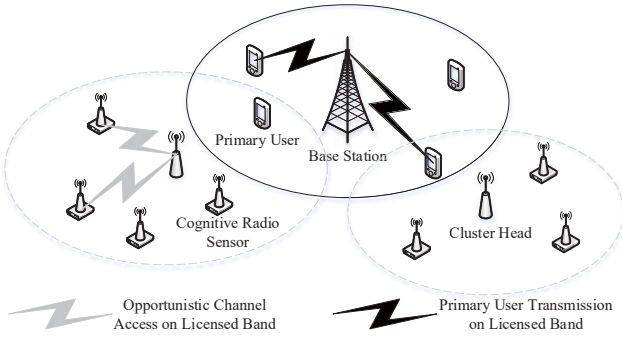 Primary User
Base Station
Cognitive Radio
Sensor
Cluster Head
Opportunistic Channel
Access on Licensed Band
Primary User Transmission
on Licensed Band